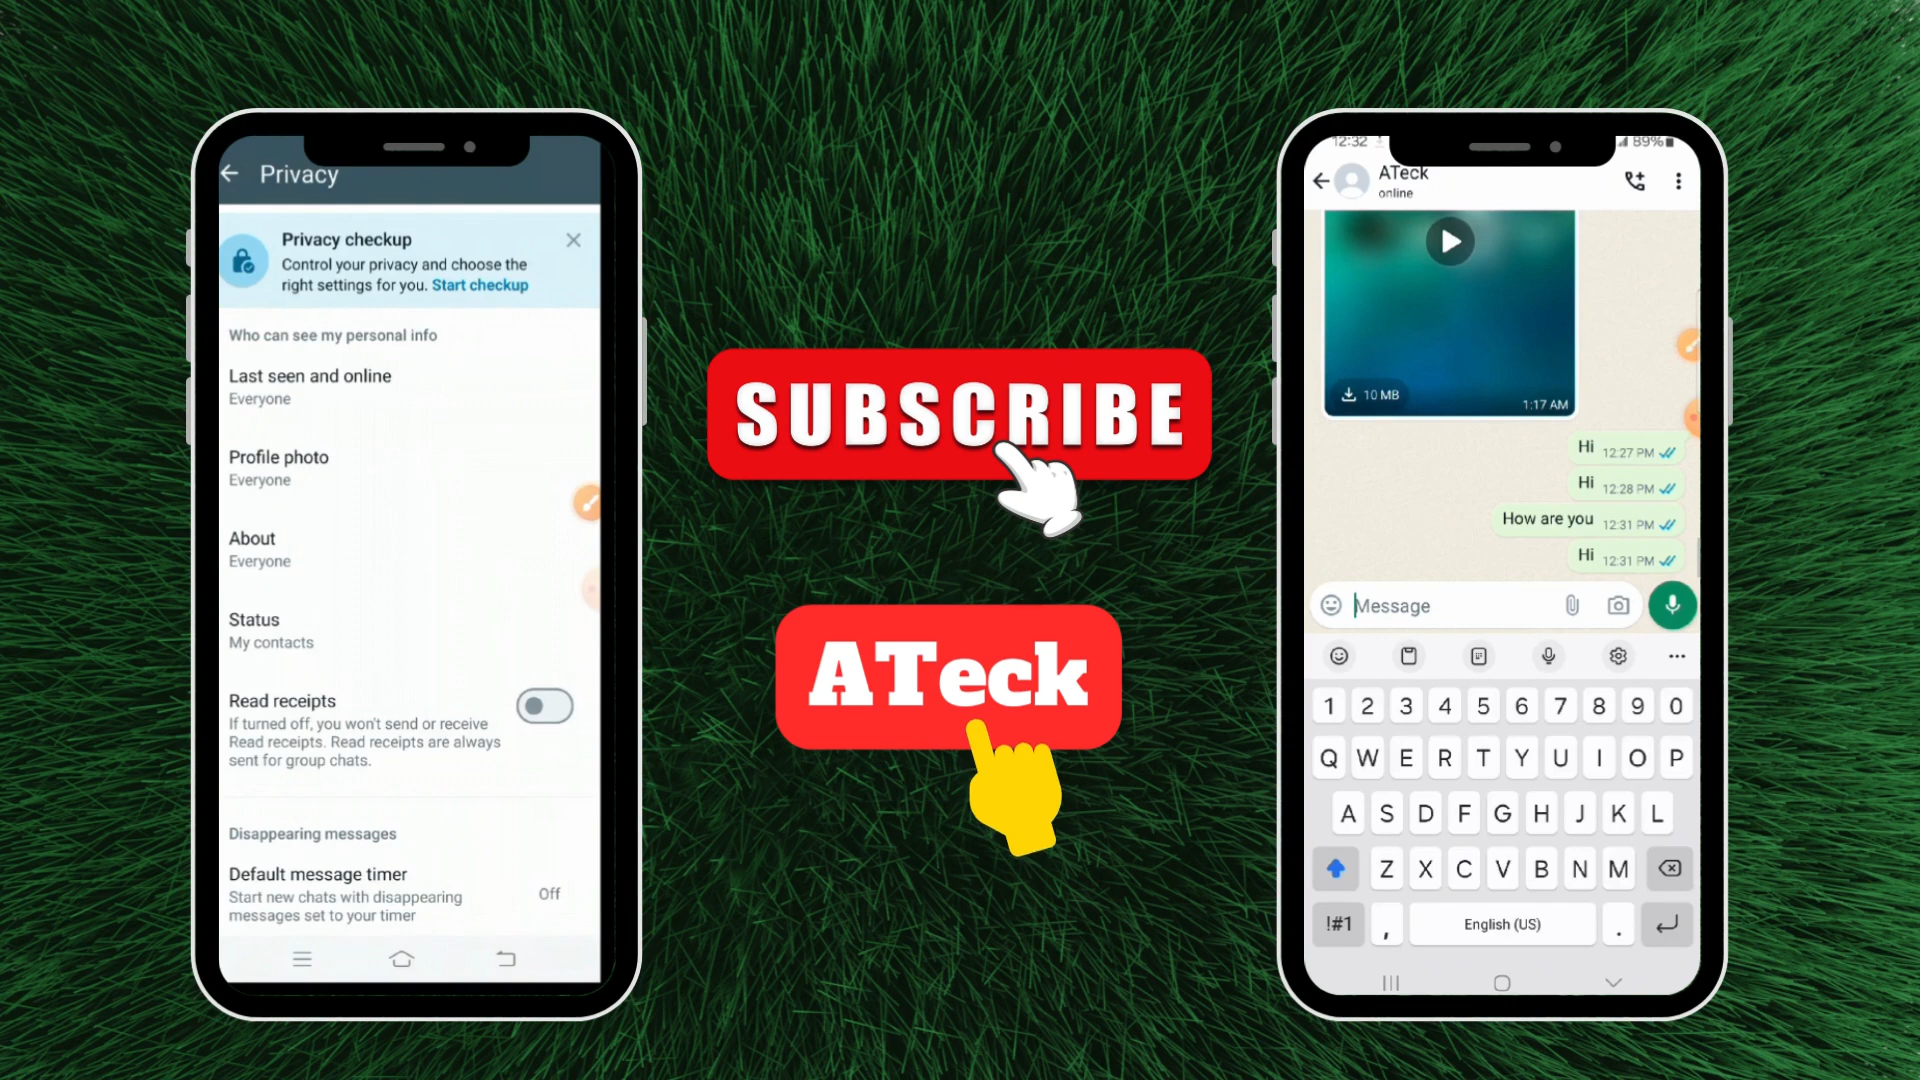 Privacy
Privacy checkup
Control your privacy and choose the
right settings for you. Start checkup
Who can see my personal info
Last seen and online
Everyone
Profile photo
Everyone
About
Everyone
Status
My contacts
Read receipts
If turned off, you won't send or receive
Read receipts. Read receipts are always
sent for group chats.
Disappearing messages
Default message timer
Start new chats with disappearing
messages set to your timer
Off
SUBSCRIBE
ATeck
12:32 89%
ATeck
online
10 MB
1:17 AM
Hi 12:27 PM
Hi 12:28 PM
How are you 12:31 PM
Hi 12:31 PM
Message
1 2 3 4 5 6 7 8 9 0
Q W E R T Y U I O P
A S D F G H J K L
Z X C V B N M
!#1 , English (US) .